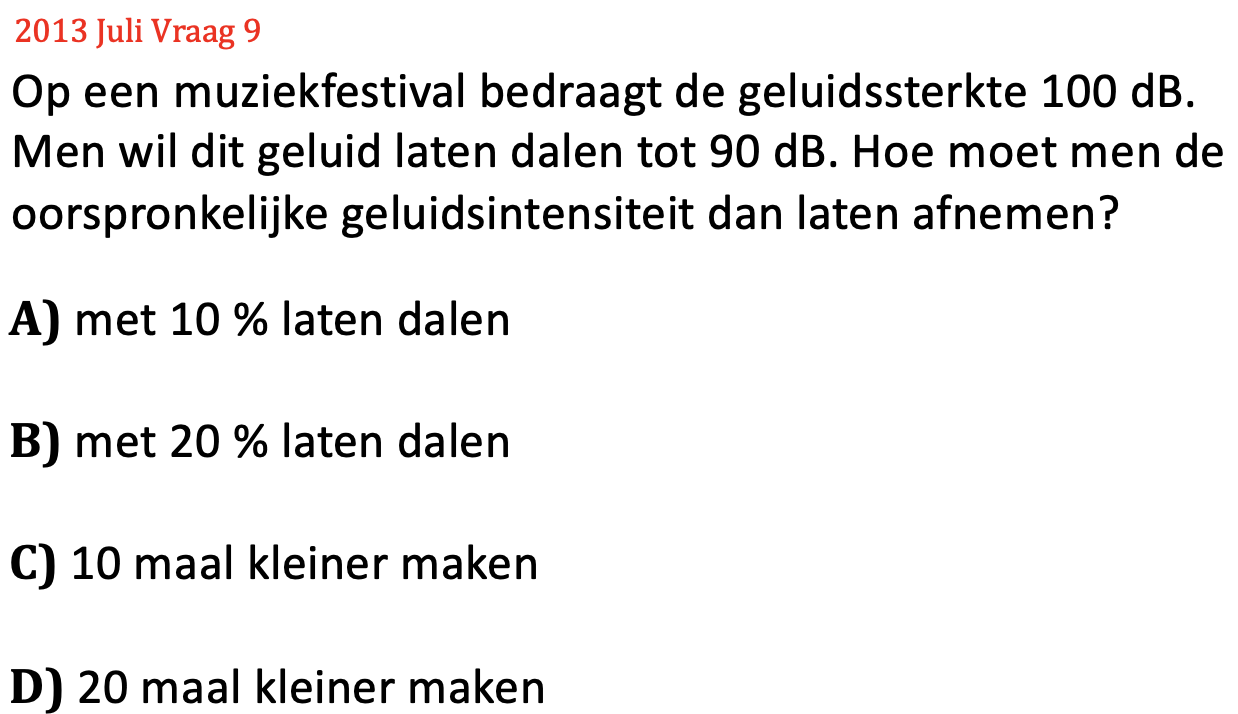 2013 Juli Vraag 9
Op een muziekfestival bedraagt de geluidssterkte 100 dB.
Men wil dit geluid laten dalen tot 90 dB. Hoe moet men de
oorspronkelijke geluidsintensiteit dan laten afnemen?
A) met 10 % laten dalen
B) met 20 % laten dalen
C) 10 maal kleiner maken
D) 20 maal kleiner maken